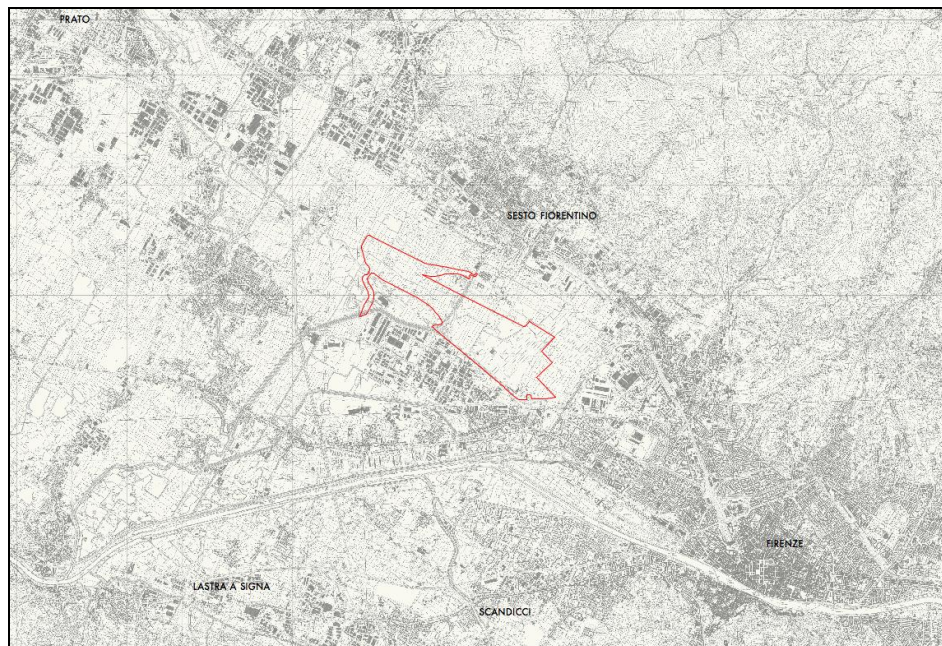 PRATO
SESTO FIORENTINO
FIRENZE
LASTRA A SIGNA
SCANDICCI